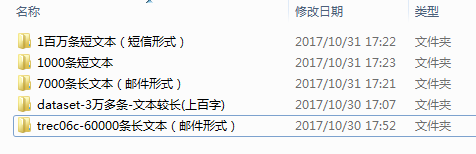 名称 修改日期 类型
1百万条短文本（短信形式） 2017/10/31 17:22 文件夹
1000条短文本 2017/10/31 17:23 文件夹
7000条长文本（邮件形式） 2017/10/31 17:21 文件夹
dataset-3万多条-文本较长(上百字) 2017/10/30 17:07 文件夹
trec06c-60000条长文本（邮件形式） 2017/10/30 17:52 文件夹